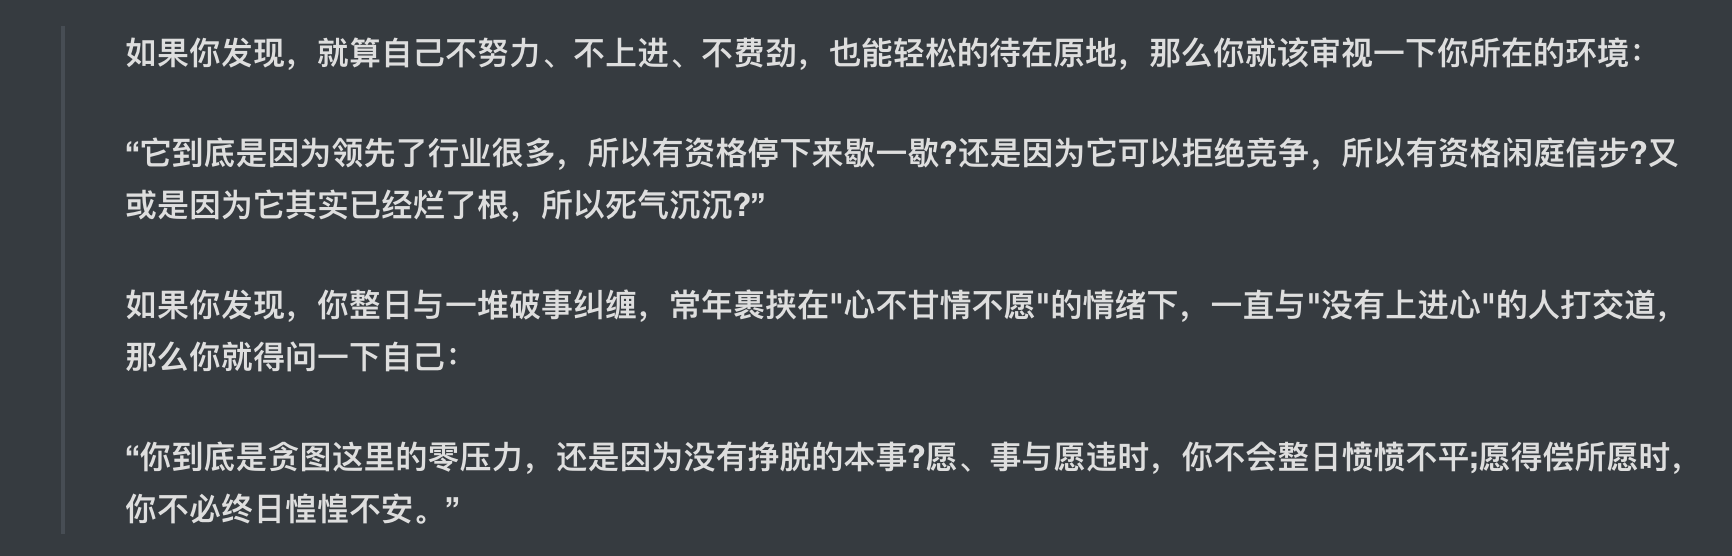 如果你发现，就算自己不努力、不上进、不费劲，也能轻松的待在原地，那么你就该审视一下你所在的环境：
“它到底是因为领先了行业很多，所以有资格停下来歇一歇?还是因为它可以拒绝竞争，所以有资格闲庭信步?又
或是因为它其实已经烂了根，所以死气沉沉?”
如果你发现，你整日与一堆破事纠缠，常年裹挟在"心不甘情不愿"的情绪下，一直与"没有上进心"的人打交道，
那么你就得问一下自己：
“你到底是贪图这里的零压力，还是因为没有挣脱的本事?愿、事与愿违时，你不会整日愤愤不平;愿得偿所愿时，
你不必终日惶惶不安。”